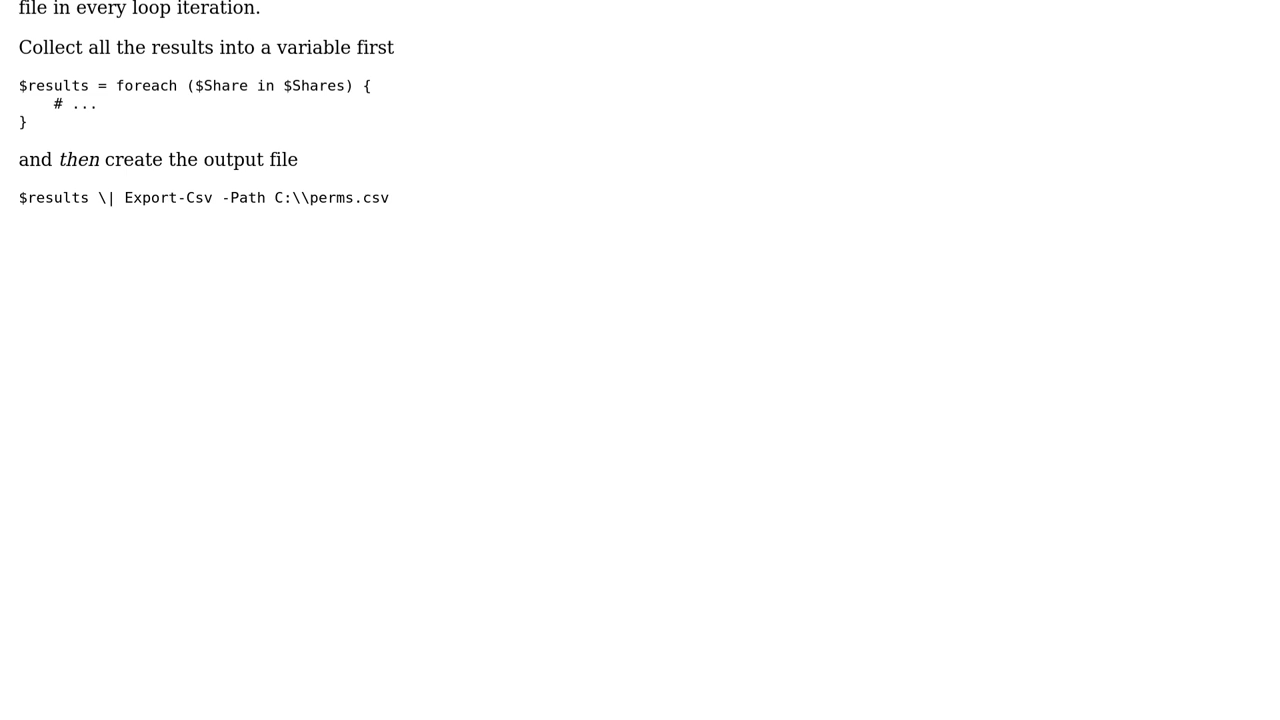 file in every loop iteration.
Collect all the results into a variable first
$results = foreach ($Share in $Shares) {
    # ...
}
and then create the output file
$results \| Export-Csv -Path C:\\perms.csv